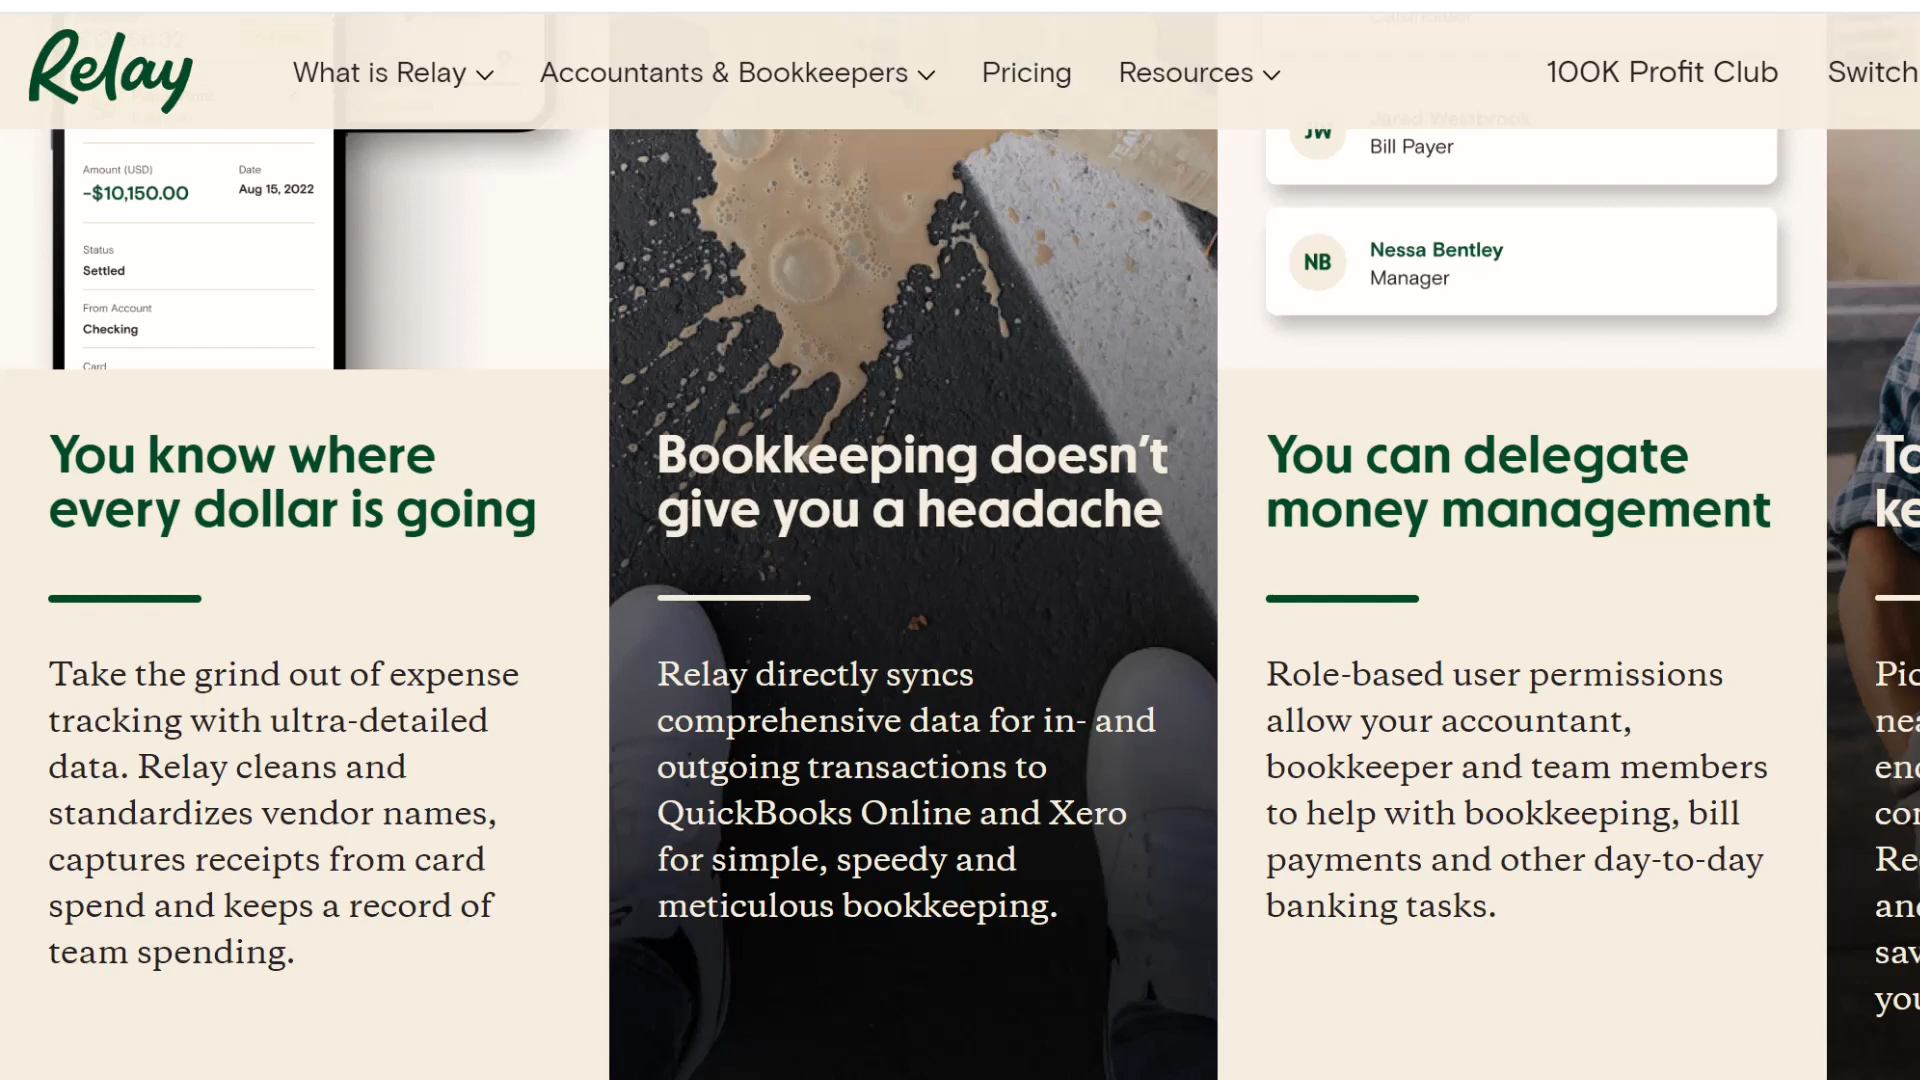 Relay
What is Relay
Accountants & Bookkeepers
Pricing
Resources
100K Profit Club
Switch
Amount (USD)
-$10,150.00
Date
Aug 15, 2022
Status
Settled
From Account
Checking
Card
JW
Jared Westbrook
Bill Payer
NB
Nessa Bentley
Manager
You know where
every dollar is going
Take the grind out of expense
tracking with ultra-detailed
data. Relay cleans and
standardizes vendor names,
captures receipts from card
spend and keeps a record of
team spending.
Bookkeeping doesn’t
give you a headache
Relay directly syncs
comprehensive data for in- and
outgoing transactions to
QuickBooks Online and Xero
for simple, speedy and
meticulous bookkeeping.
You can delegate
money management
Role-based user permissions
allow your accountant,
bookkeeper and team members
to help with bookkeeping, bill
payments and other day-to-day
banking tasks.